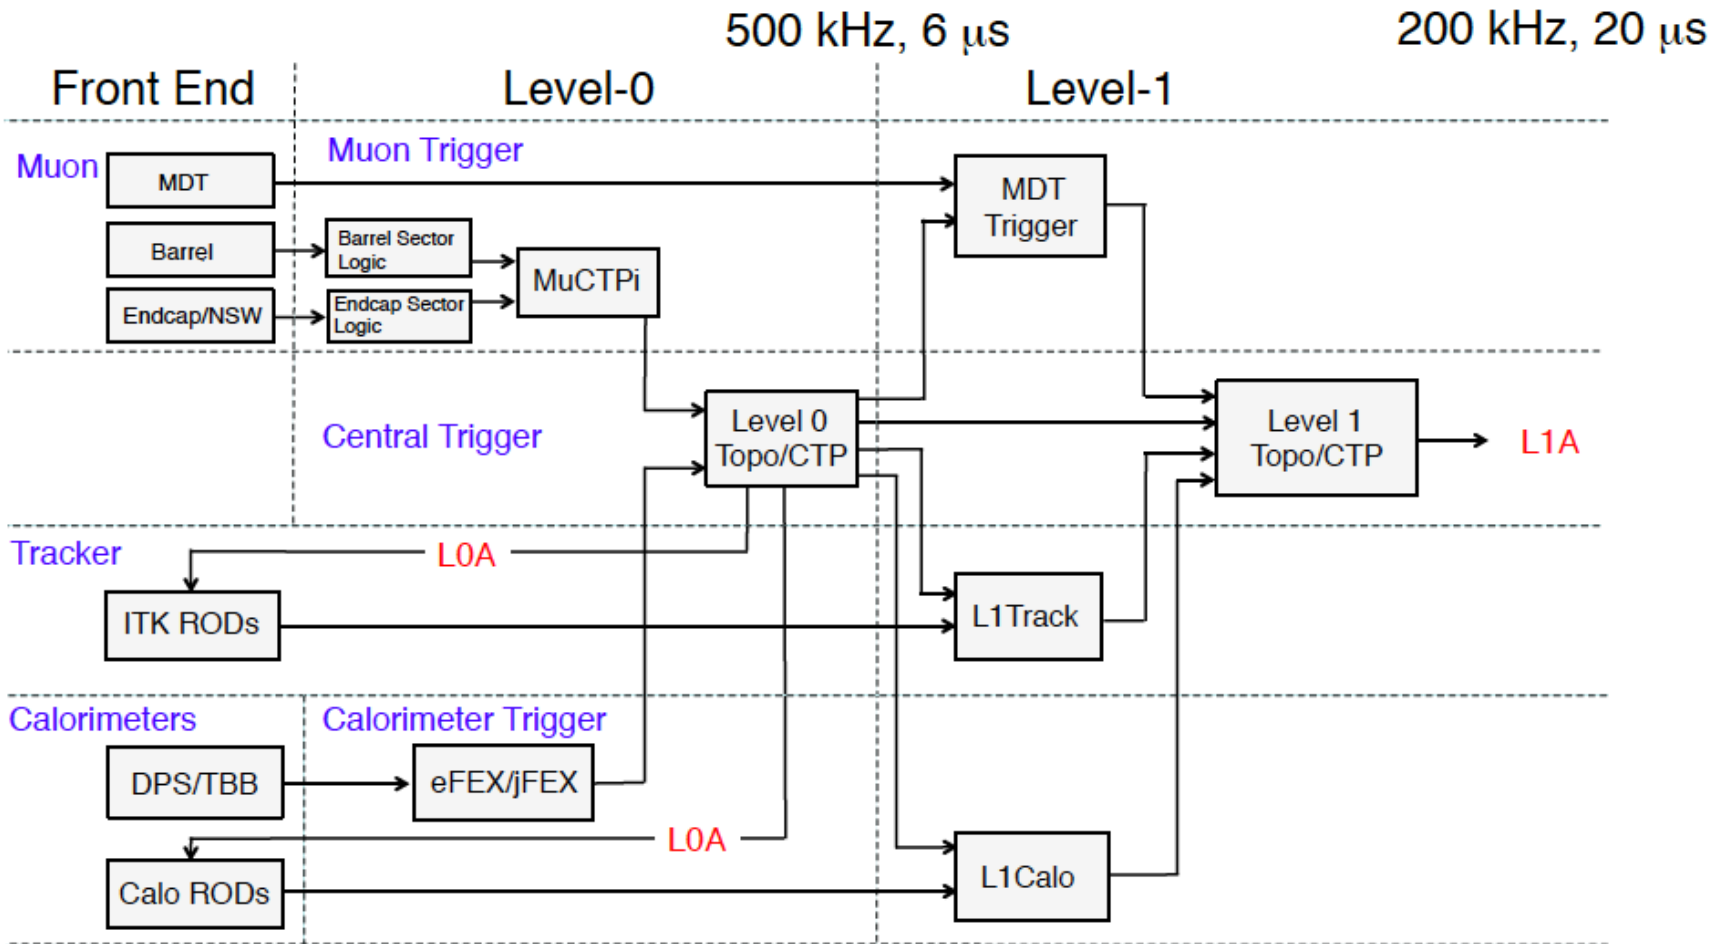 500 kHz, 6 μs
200 kHz, 20 μs
Front End
Level-0
Level-1
Muon
Muon Trigger
MDT
MDT
Trigger
Barrel
Barrel Sector
Logic
MuCTPi
Endcap/NSW
Endcap Sector
Logic
Central Trigger
Level 0
Topo/CTP
Level 1
Topo/CTP
L1A
Tracker
L0A
ITK RODs
L1Track
Calorimeters
Calorimeter Trigger
DPS/TBB
eFEX/jFEX
L0A
Calo RODs
L1Calo